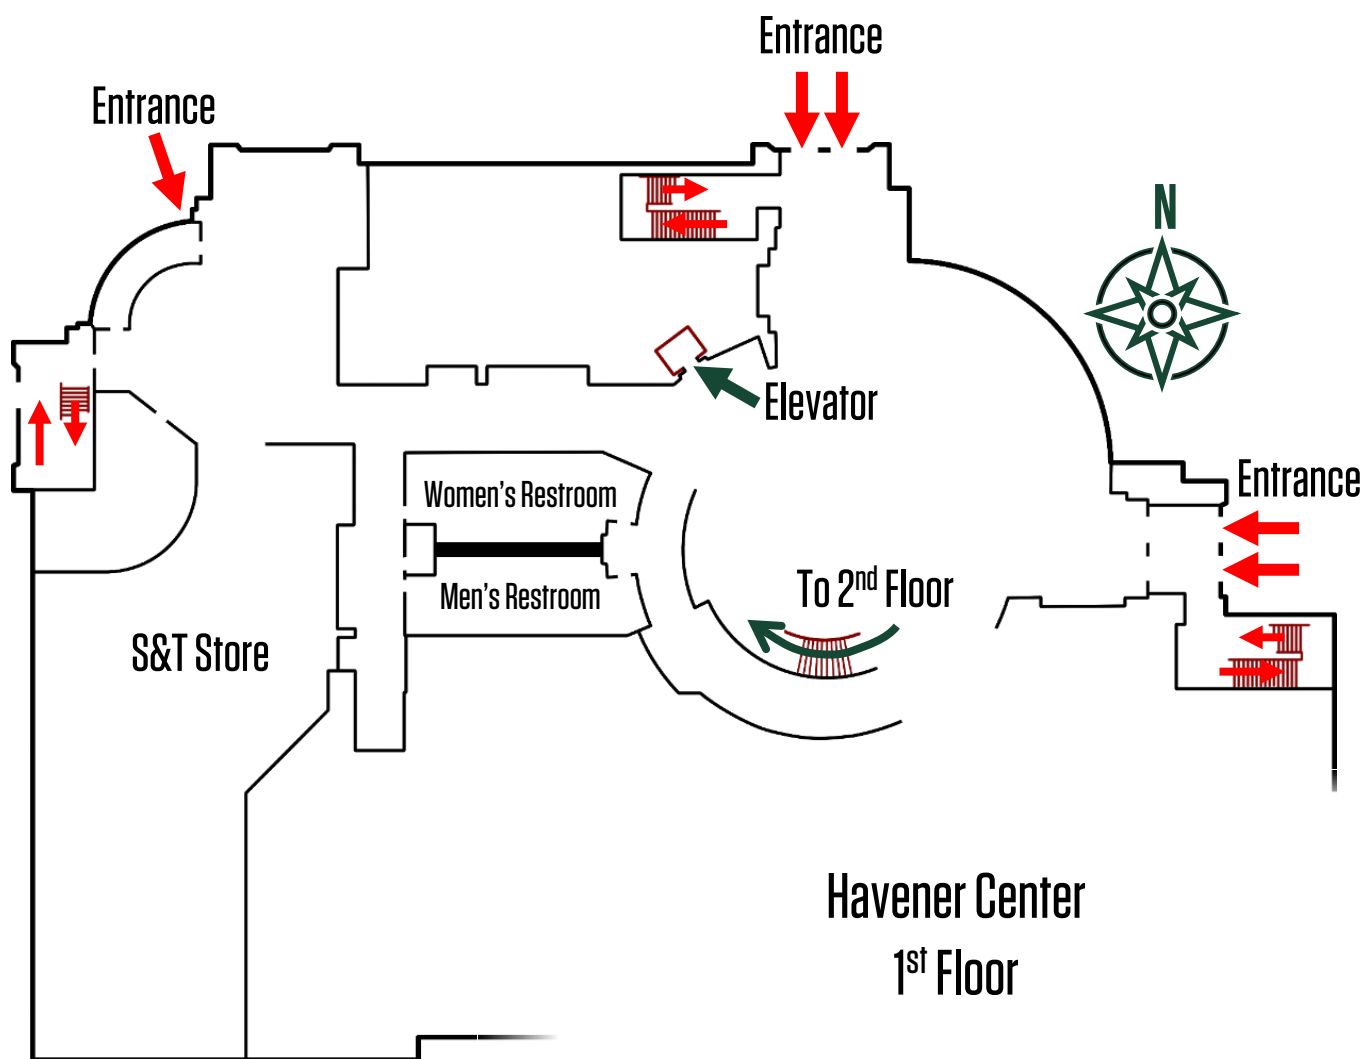 Entrance
Entrance
N
Elevator
Entrance
Women's Restroom
Men's Restroom
To 2nd Floor
S&T Store
Havener Center
1st Floor